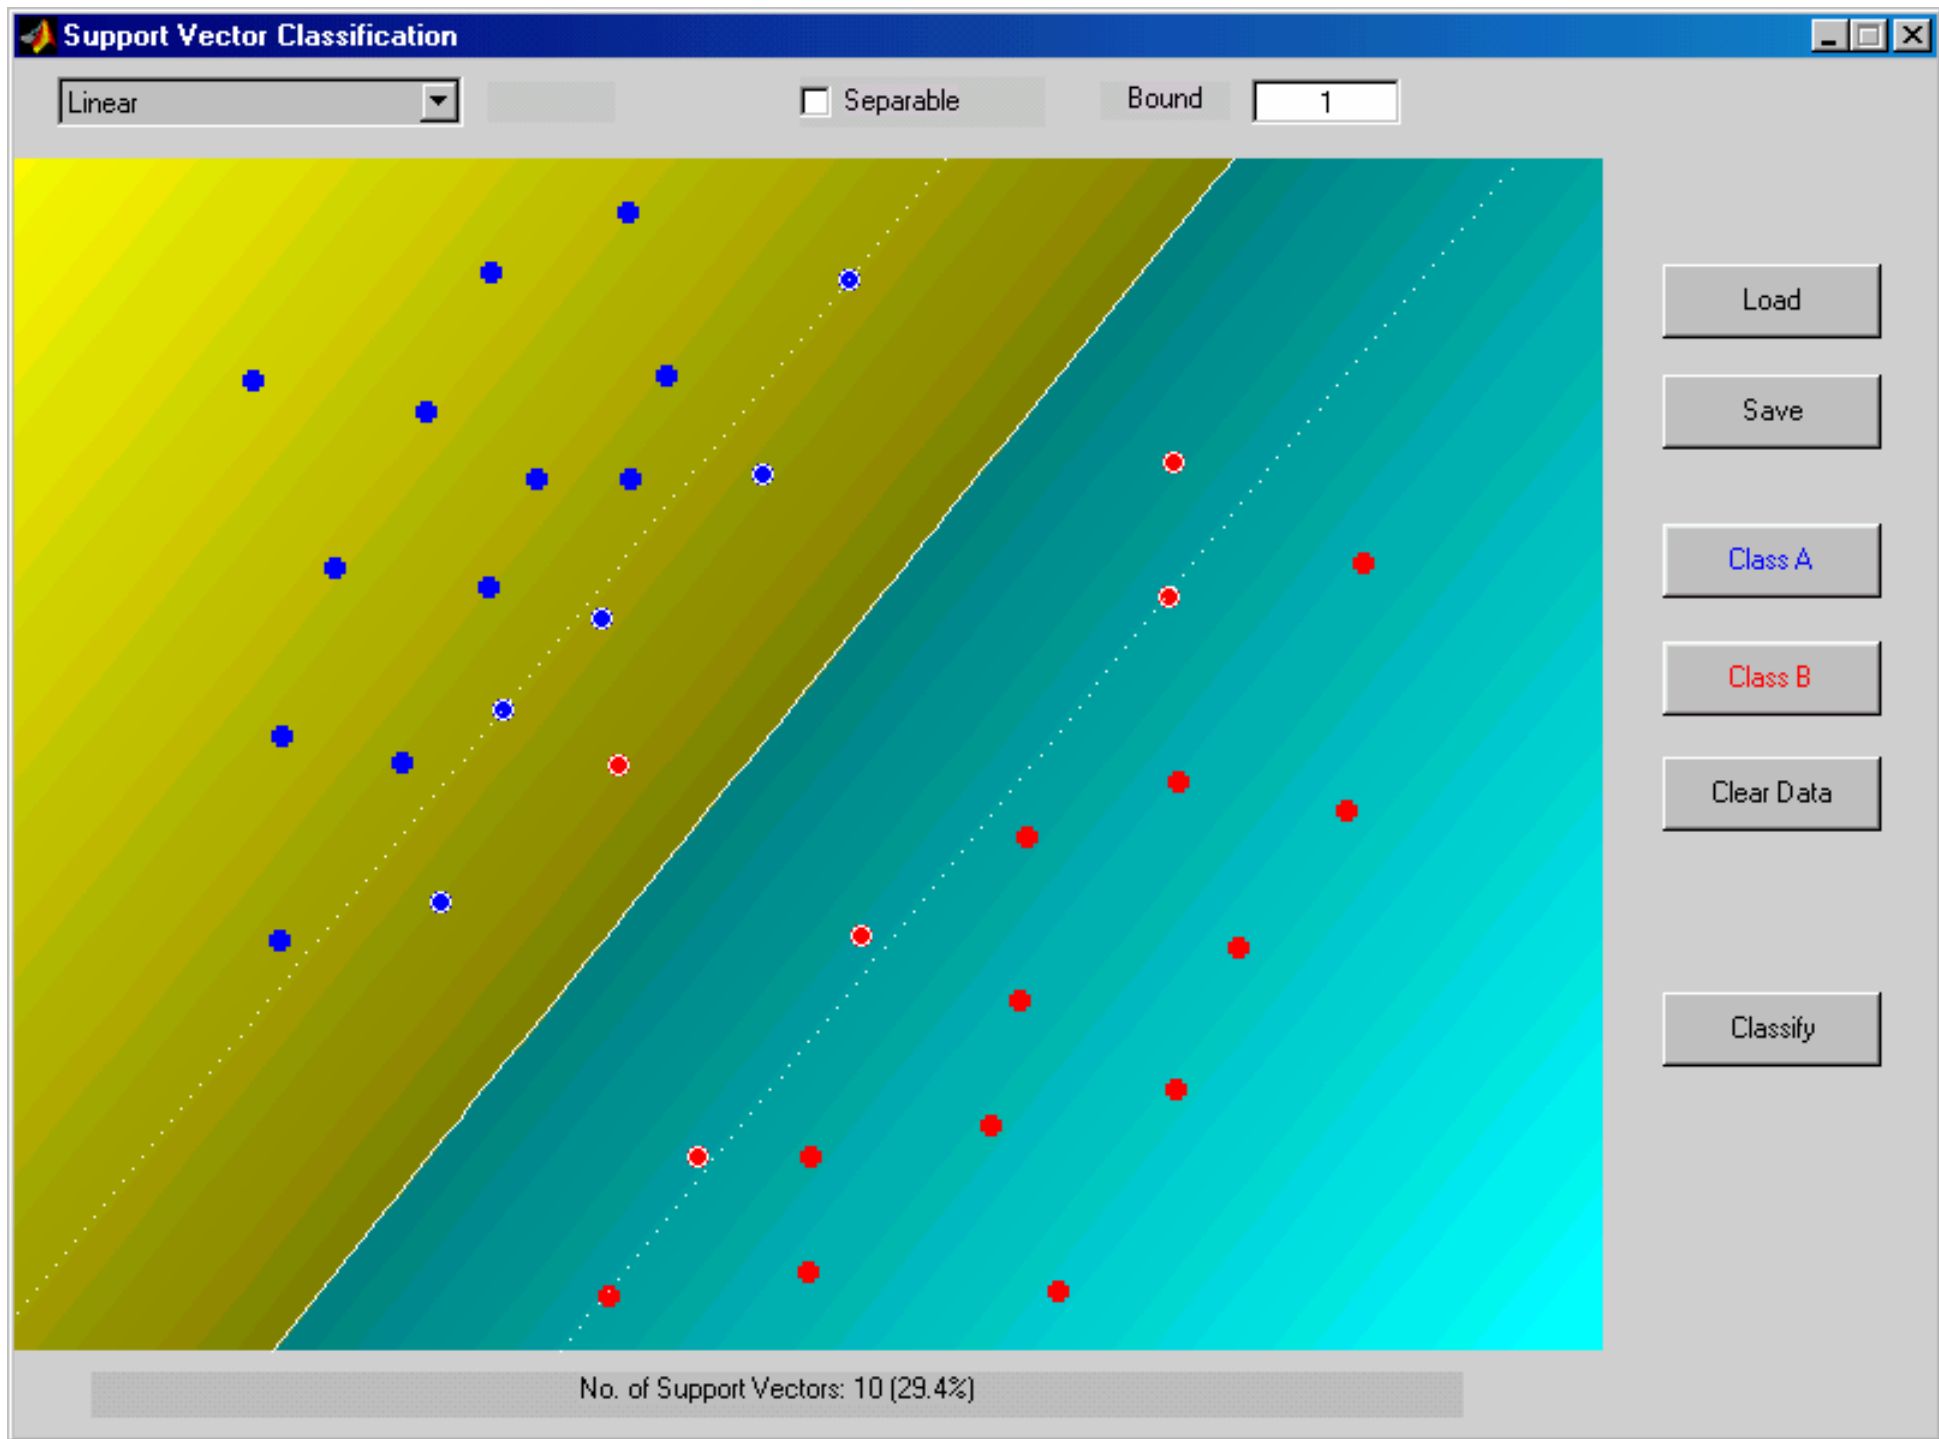 Support Vector Classification
Linear
Separable
Bound
1
Load
Save
Class A
Class B
Clear Data
Classify
No. of Support Vectors: 10 (29.4%)